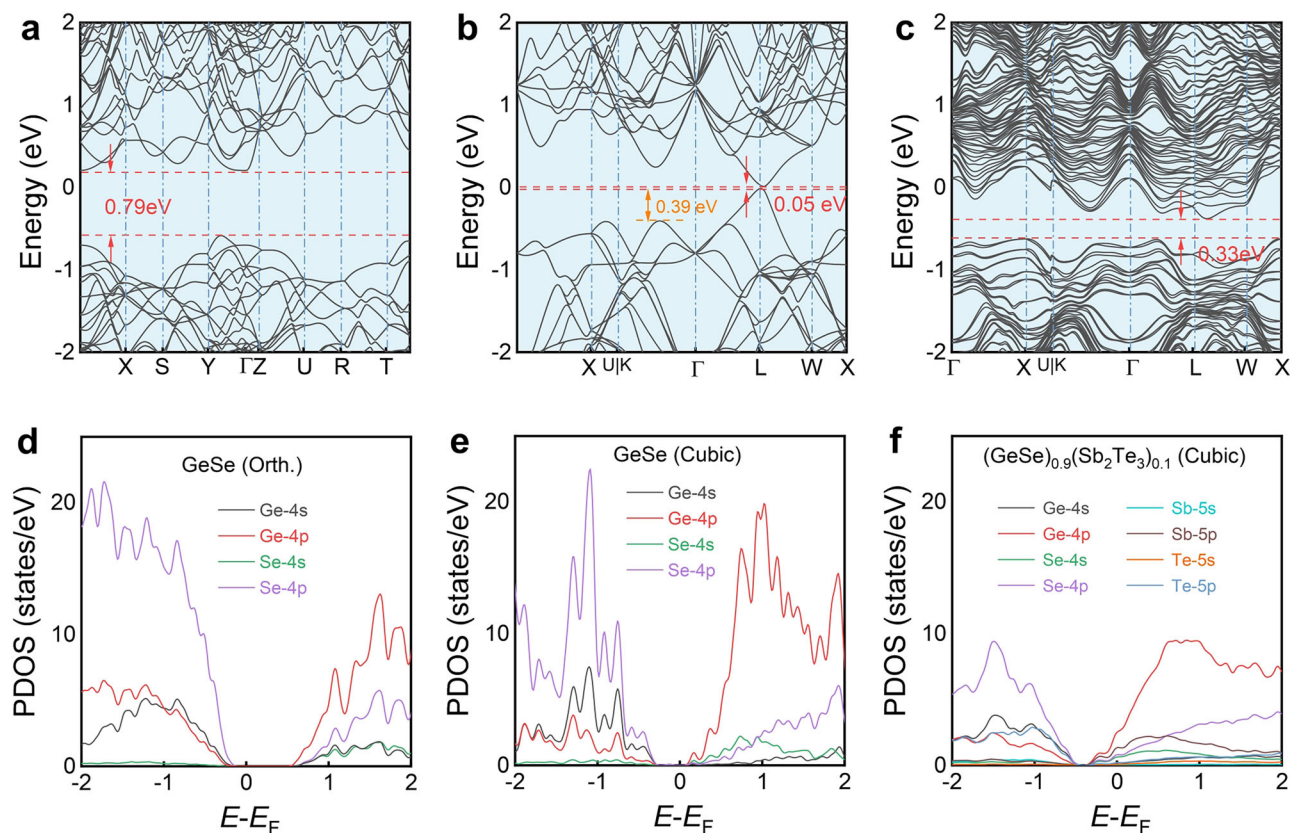 a
2
1
0
-1
-2
Energy (eV)
0.79eV
X S Y ΓZ U R T
b
2
1
0
-1
-2
Energy (eV)
0.39 eV
0.05 eV
X U|K Γ L W X
c
2
1
0
-1
-2
Energy (eV)
0.33eV
Γ X U|K Γ L W X
d
GeSe (Orth.)
Ge-4s
Ge-4p
Se-4s
Se-4p
20
10
0
PDOS (states/eV)
-2 -1 0 1 2
E-E_F
e
GeSe (Cubic)
Ge-4s
Ge-4p
Se-4s
Se-4p
20
10
0
PDOS (states/eV)
-2 -1 0 1 2
E-E_F
f
(GeSe)₀.₉(Sb₂Te₃)₀.₁ (Cubic)
Ge-4s Sb-5s
Ge-4p Sb-5p
Se-4s Te-5s
Se-4p Te-5p
20
10
0
PDOS (states/eV)
-2 -1 0 1 2
E-E_F